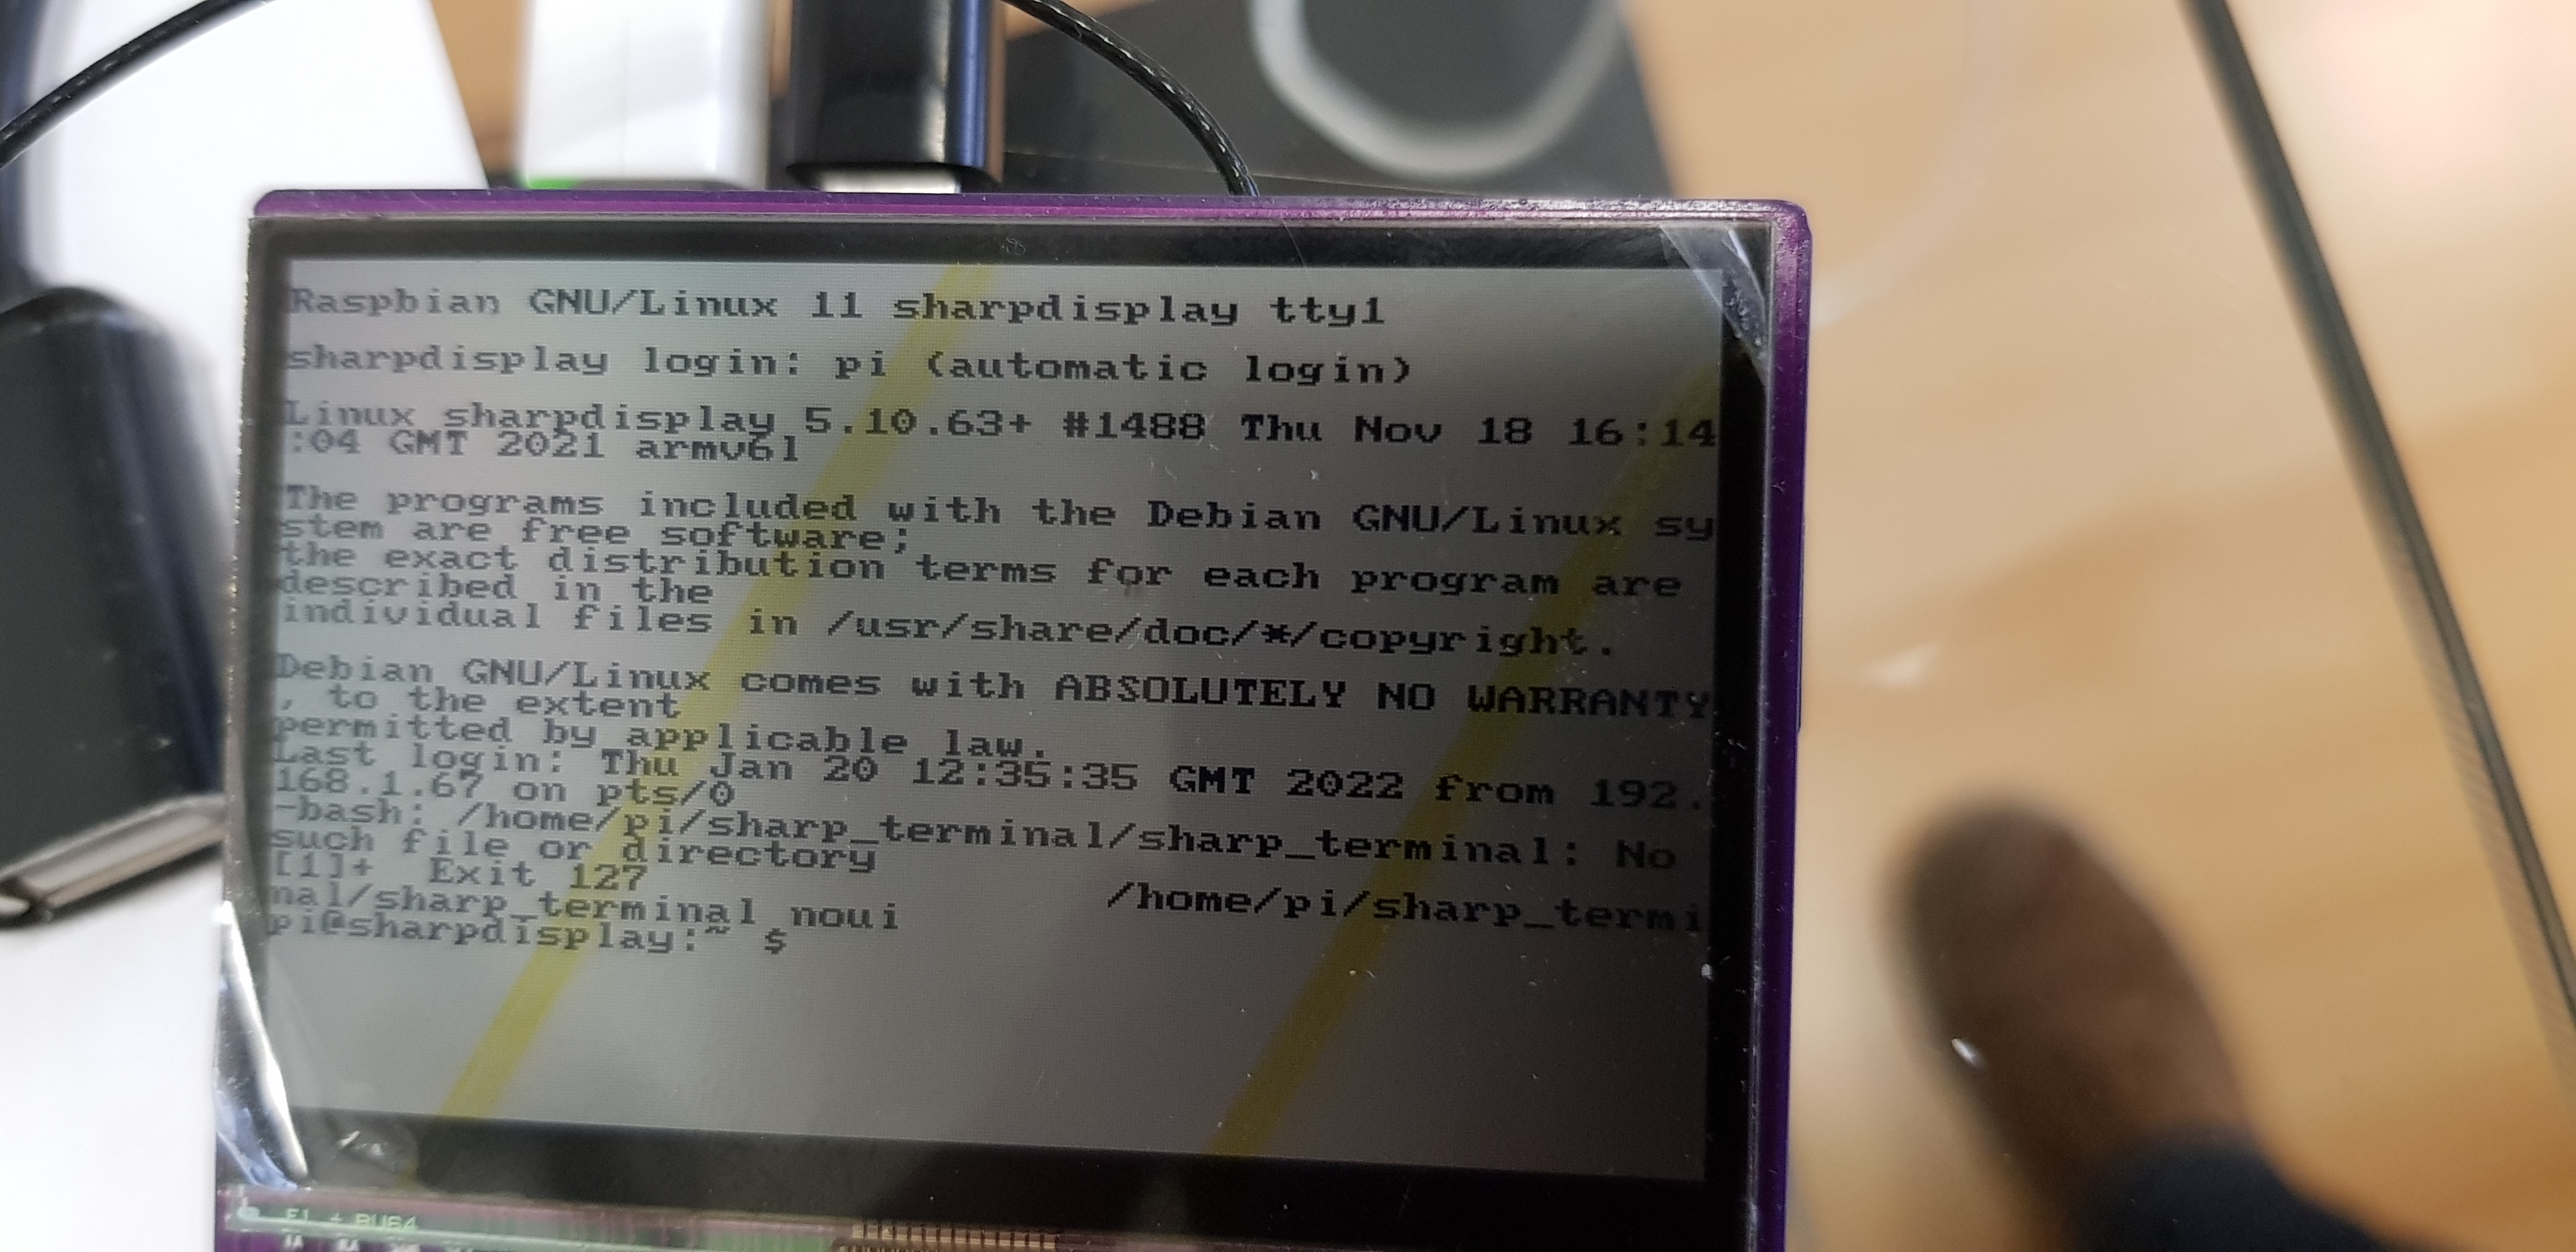 Raspbian GNU/Linux 11 sharpdisplay tty1
sharpdisplay login: pi (automatic login)
Linux sharpdisplay 5.10.63+ #1488 Thu Nov 18 16:14
:04 GMT 2021 armv6l
The programs included with the Debian GNU/Linux sy
stem are free software;
the exact distribution terms for each program are
described in the
individual files in /usr/share/doc/*/copyright.
Debian GNU/Linux comes with ABSOLUTELY NO WARRANTY
, to the extent
permitted by applicable law.
Last login: Thu Jan 20 12:35:35 GMT 2022 from 192.
168.1.67 on pts/0
-bash: /home/pi/sharp_terminal/sharp_terminal: No
such file or directory
[1]+ Exit 127 /home/pi/sharp_termi
nal/sharp_terminal noui
pi@sharpdisplay:~ $